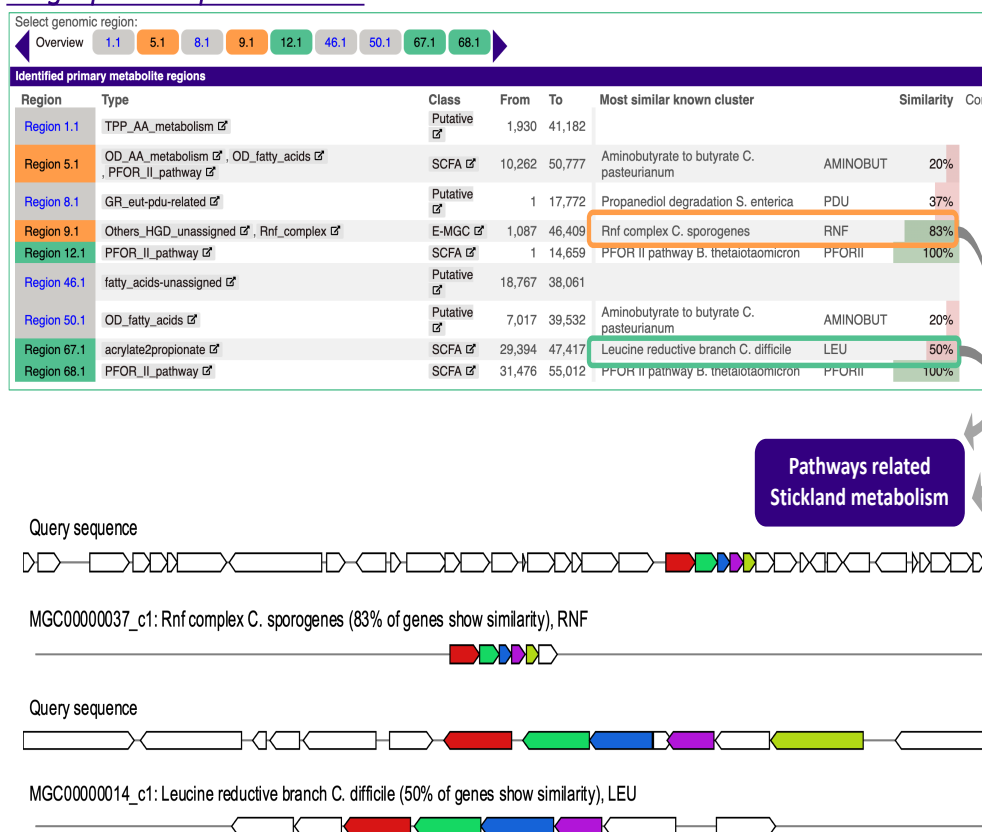 Select genomic region:
Overview 1.1 5.1 8.1 9.1 12.1 46.1 50.1 67.1 68.1
Identified primary metabolite regions
Region Type Class From To Most similar known cluster Similarity Co
Region 1.1 TPP_AA_metabolism Putative 1,930 41,182
Region 5.1 OD_AA_metabolism , OD_fatty_acids , PFOR_II_pathway SCFA 10,262 50,777 Aminobutyrate to butyrate C. pasteurianum AMINOBUT 20%
Region 8.1 GR_eut-pdu-related Putative 1 17,772 Propanediol degradation S. enterica PDU 37%
Region 9.1 Others_HGD_unassigned , Rnf_complex E-MGC 1,087 46,409 Rnf complex C. sporogenes RNF 83%
Region 12.1 PFOR_II_pathway SCFA 1 14,659 PFOR II pathway B. thetaiotaomicron PFORII 100%
Region 46.1 fatty_acids-unassigned Putative 18,767 38,061
Region 50.1 OD_fatty_acids Putative 7,017 39,532 Aminobutyrate to butyrate C. pasteurianum AMINOBUT 20%
Region 67.1 acrylate2propionate SCFA 29,394 47,417 Leucine reductive branch C. difficile LEU 50%
Region 68.1 PFOR_II_pathway SCFA 31,476 55,012 PFOR II pathway B. thetaiotaomicron PFORII 100%
Pathways related
Stickland metabolism
Query sequence
MGC00000037_c1: Rnf complex C. sporogenes (83% of genes show similarity), RNF
Query sequence
MGC00000014_c1: Leucine reductive branch C. difficile (50% of genes show similarity), LEU